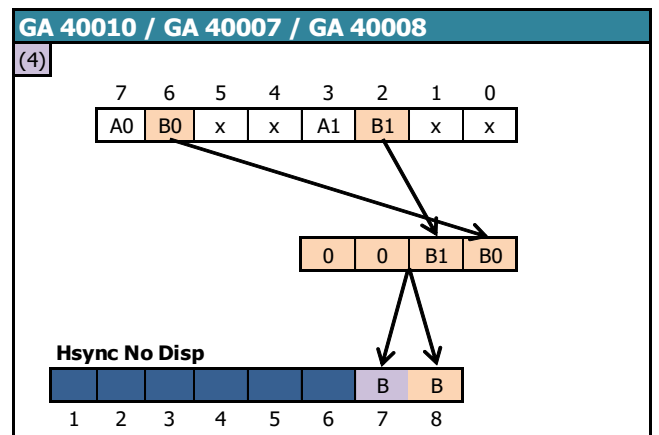 GA 40010 / GA 40007 / GA 40008
(4)
7 6 5 4 3 2 1 0
A0 B0 x x A1 B1 x x
0 0 B1 B0
Hsync No Disp
B B
1 2 3 4 5 6 7 8